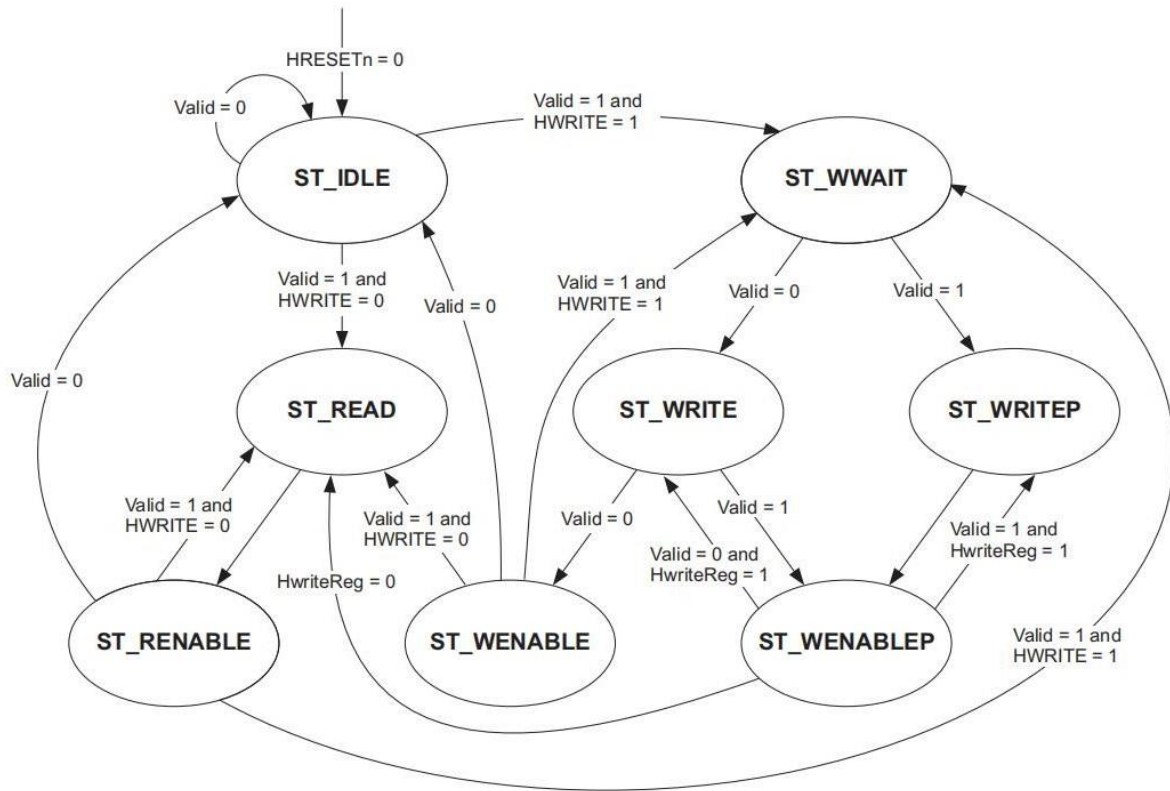 HRESETn = 0
Valid = 0
Valid = 1 and
HWRITE = 1
ST_IDLE
ST_WWAIT
Valid = 1 and
HWRITE = 0
Valid = 0
Valid = 1 and
HWRITE = 1
Valid = 0
Valid = 1
Valid = 0
ST_READ
ST_WRITE
ST_WRITEP
Valid = 1 and
HWRITE = 0
Valid = 1 and
HWRITE = 0
Valid = 0
Valid = 1
Valid = 1 and
HwriteReg = 1
HwriteReg = 0
Valid = 0 and
HwriteReg = 1
ST_RENABLE
ST_WENABLE
ST_WENABLEP
Valid = 1 and
HWRITE = 1